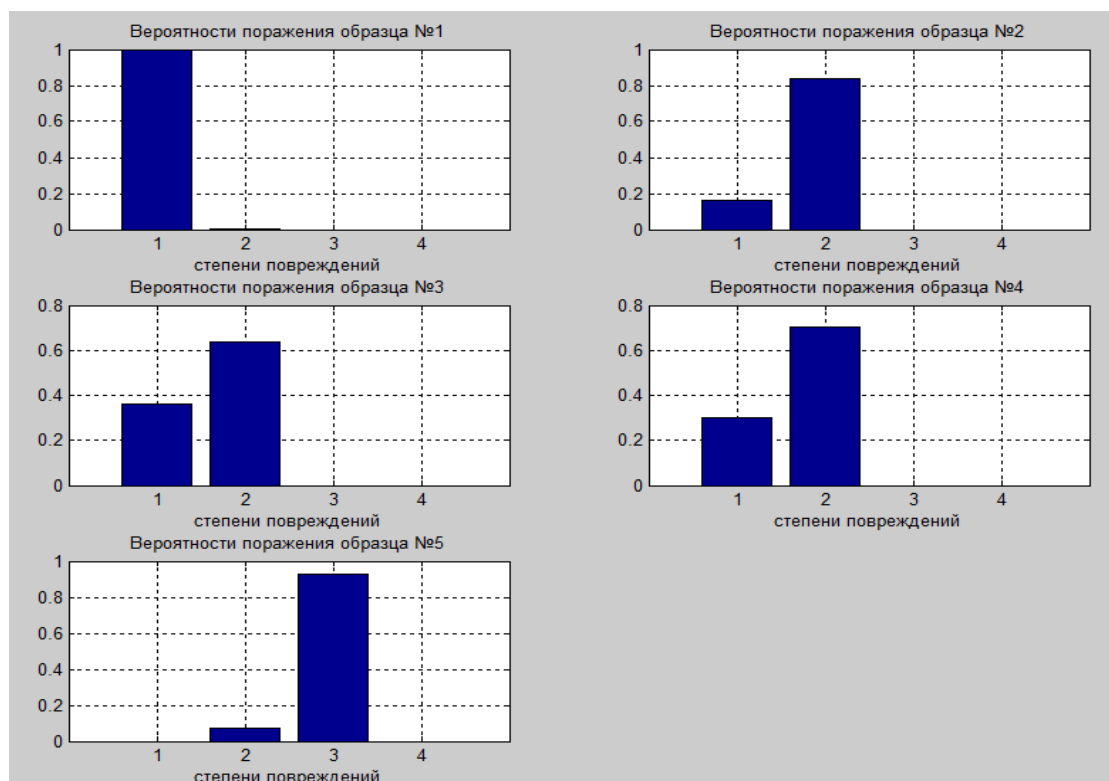 Вероятности поражения образца №1
1
0.8
0.6
0.4
0.2
0
1 2 3 4
степени повреждений
Вероятности поражения образца №2
1
0.8
0.6
0.4
0.2
0
1 2 3 4
степени повреждений
Вероятности поражения образца №3
0.8
0.6
0.4
0.2
0
1 2 3 4
степени повреждений
Вероятности поражения образца №4
0.8
0.6
0.4
0.2
0
1 2 3 4
степени повреждений
Вероятности поражения образца №5
1
0.8
0.6
0.4
0.2
0
1 2 3 4
степени повреждений